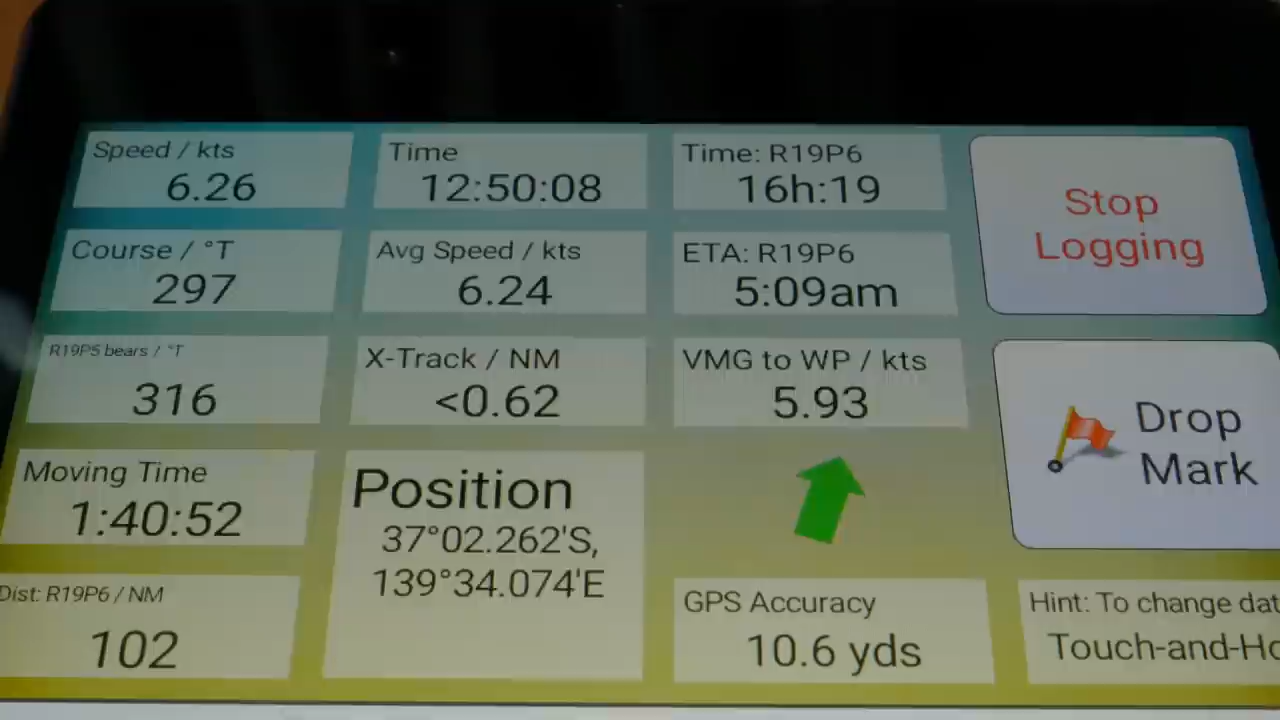 Speed / kts
6.26
Time
12:50:08
Time: R19P6
16h:19
Stop
Logging
Course / °T
297
Avg Speed / kts
6.24
ETA: R19P6
5:09am
R19P5 bears / °T
316
X-Track / NM
<0.62
VMG to WP / kts
5.93
Drop
Mark
Moving Time
1:40:52
Position
37°02.262'S,
139°34.074'E
Dist: R19P6 / NM
102
GPS Accuracy
10.6 yds
Hint: To change dat
Touch-and-Ho